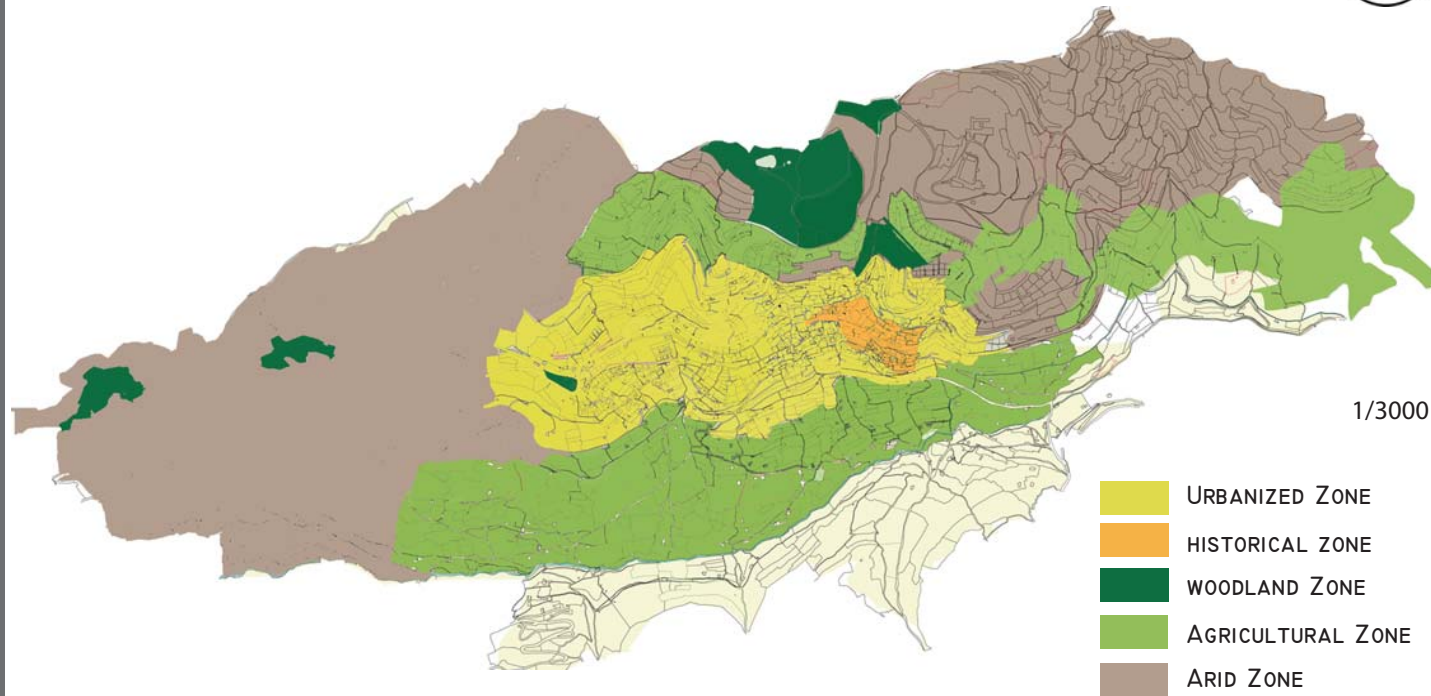 1/3000
URBANIZED ZONE
HISTORICAL ZONE
WOODLAND ZONE
AGRICULTURAL ZONE
ARID ZONE